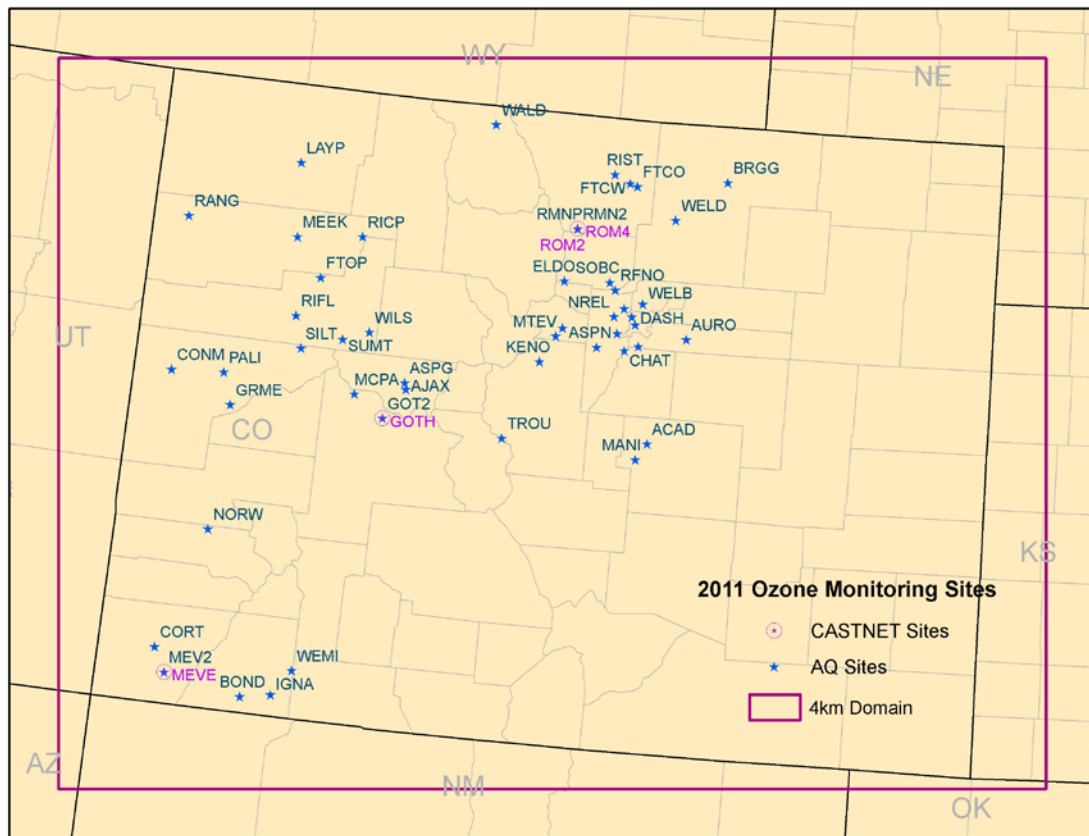 WY
NE
WALD
LAYP
RIST
FTCO
FTCW
BRGG
RANG
WELD
RMNPRMN2
MEEK
RICP
ROM4
ROM2
FTOP
ELDOSOBC
RFNO
RIFL
NREL
WELB
WILS
MTEV
DASH
UT
SILT
SUMT
ASPN
AURO
KENO
CHAT
CONM
PALI
MCPA
ASPG
AJAX
GRME
GOT2
GOTH
CO
TROU
ACAD
MANI
NORW
KS
2011 Ozone Monitoring Sites
CASTNET Sites
AQ Sites
4km Domain
CORT
MEV2
MEVE
WEMI
BOND
IGNA
AZ
NM
OK